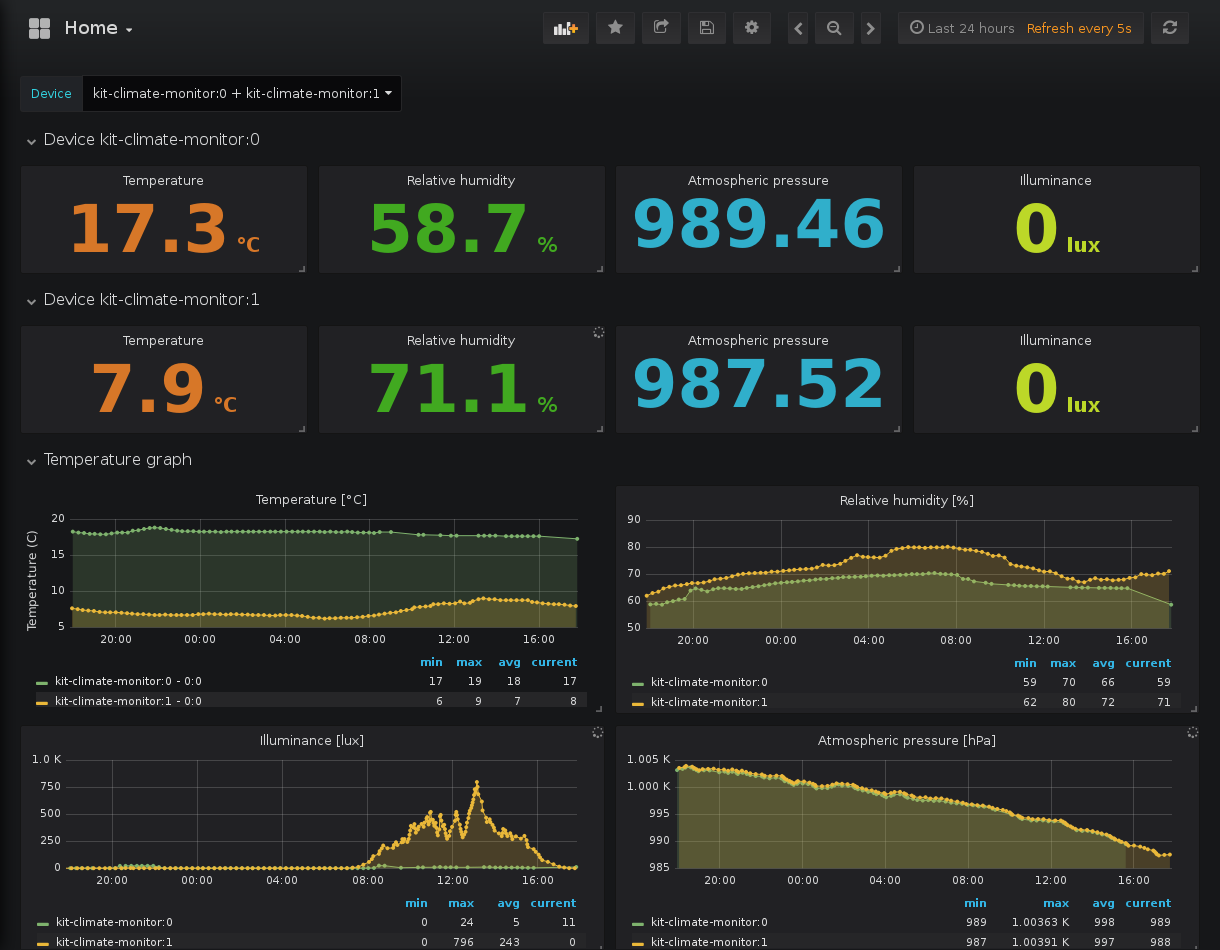 Home
Last 24 hours Refresh every 5s
Device kit-climate-monitor:0 + kit-climate-monitor:1
Device kit-climate-monitor:0
Temperature
17.3 °C
Relative humidity
58.7 %
Atmospheric pressure
989.46
Illuminance
0 lux
Device kit-climate-monitor:1
Temperature
7.9 °C
Relative humidity
71.1 %
Atmospheric pressure
987.52
Illuminance
0 lux
Temperature graph
Temperature [°C]
Temperature (C)
20
15
10
5
20:00 00:00 04:00 08:00 12:00 16:00
min max avg current
kit-climate-monitor:0 - 0:0 17 19 18 17
kit-climate-monitor:1 - 0:0 6 9 7 8
Relative humidity [%]
90
80
70
60
50
20:00 00:00 04:00 08:00 12:00 16:00
min max avg current
kit-climate-monitor:0 59 70 66 59
kit-climate-monitor:1 62 80 72 71
Illuminance [lux]
1.0 K
750
500
250
0
20:00 00:00 04:00 08:00 12:00 16:00
min max avg current
kit-climate-monitor:0 0 24 5 11
kit-climate-monitor:1 0 796 243 0
Atmospheric pressure [hPa]
1.005 K
1.000 K
995
990
985
20:00 00:00 04:00 08:00 12:00 16:00
min max avg current
kit-climate-monitor:0 989 1.00363 K 998 989
kit-climate-monitor:1 987 1.00391 K 997 988